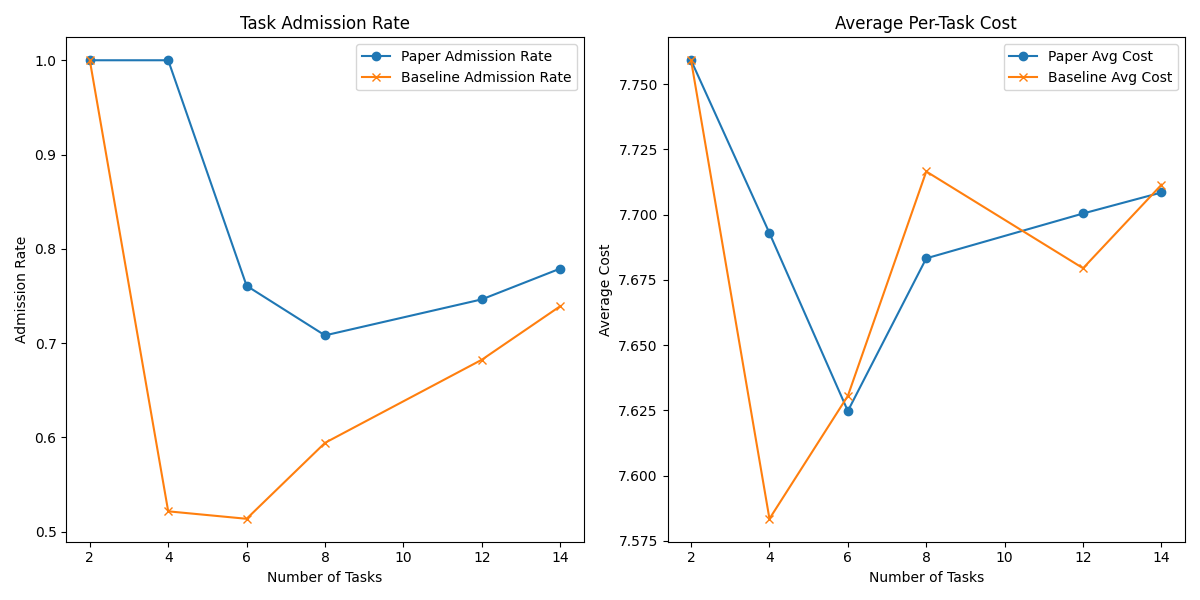 Task Admission Rate
Paper Admission Rate
Baseline Admission Rate
1.0
0.9
0.8
0.7
0.6
0.5
Admission Rate
2 4 6 8 10 12 14
Number of Tasks
Average Per-Task Cost
Paper Avg Cost
Baseline Avg Cost
7.750
7.725
7.700
7.675
7.650
7.625
7.600
7.575
Average Cost
2 4 6 8 10 12 14
Number of Tasks